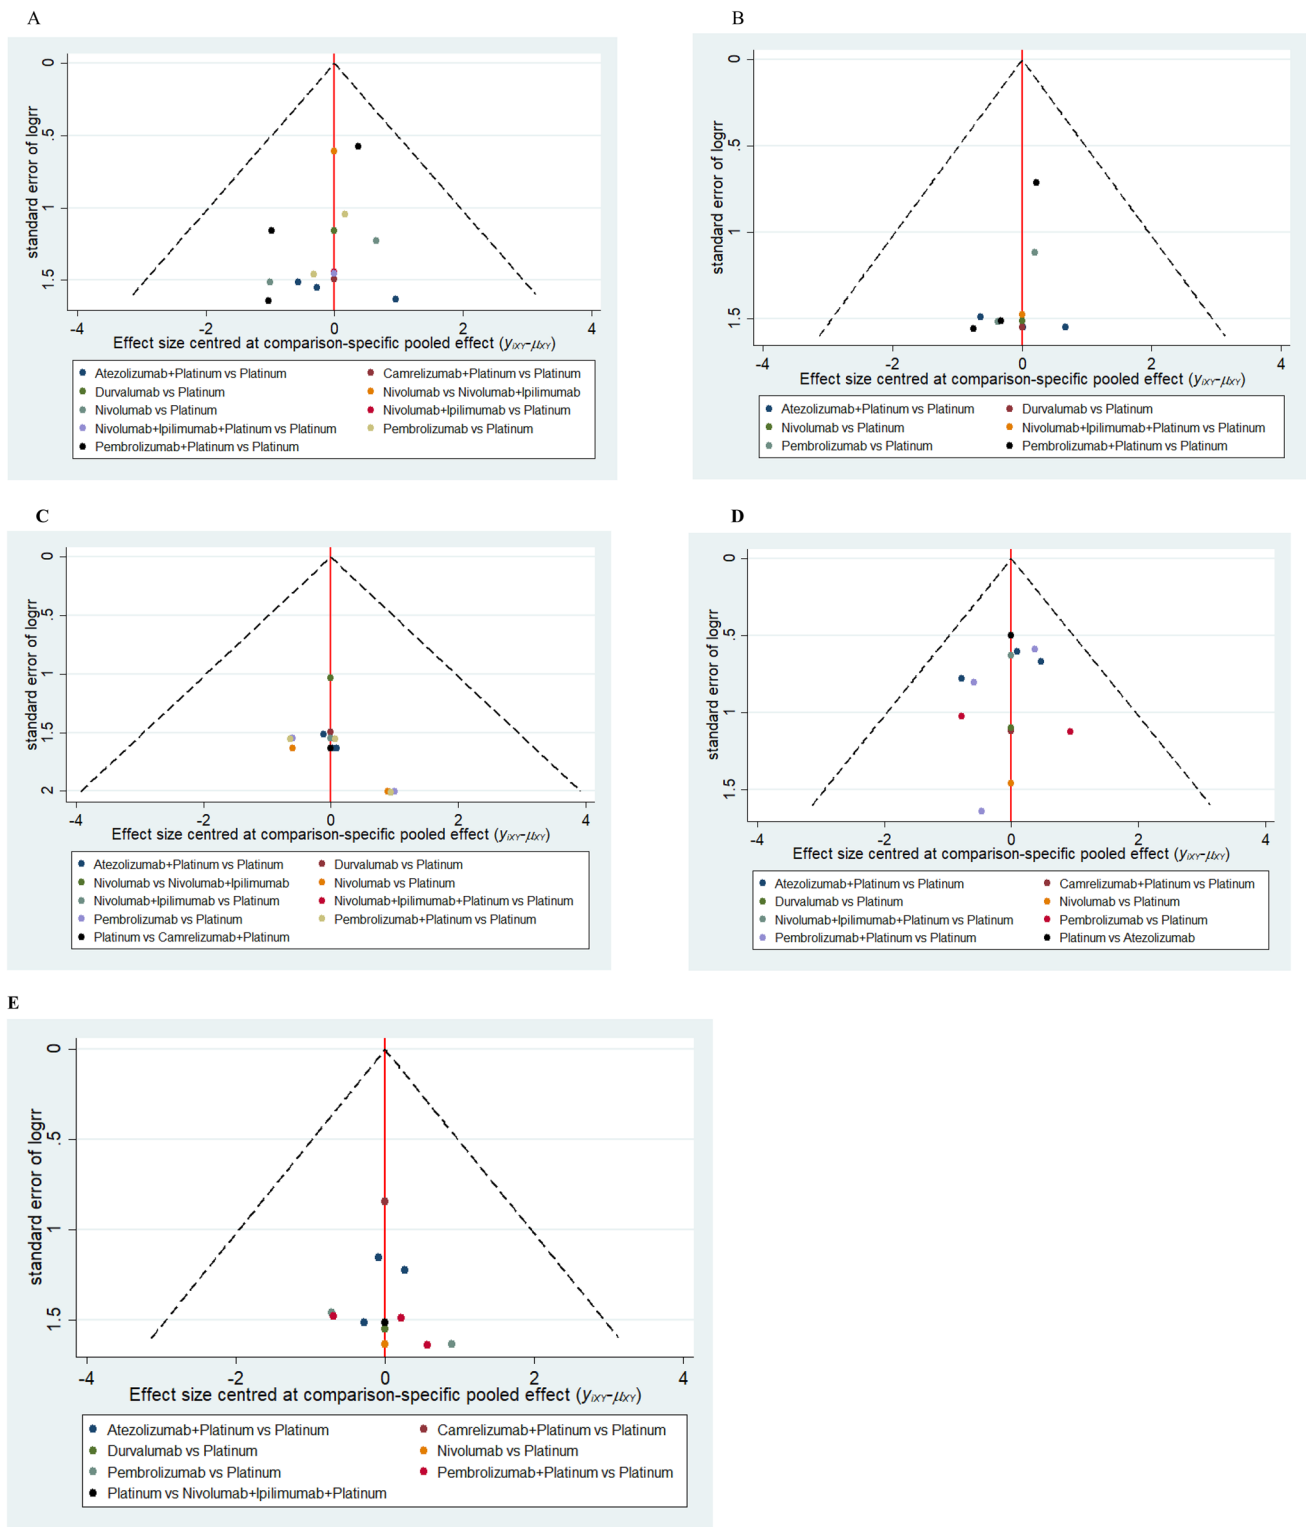 A
0
.5
1
1.5
standard error of logrr
-4
-2
0
2
4
Effect size centred at comparison-specific pooled effect (yiXY-μXY)
Atezolizumab+Platinum vs Platinum
Camrelizumab+Platinum vs Platinum
Durvalumab vs Platinum
Nivolumab vs Nivolumab+Ipilimumab
Nivolumab vs Platinum
Nivolumab+Ipilimumab vs Platinum
Nivolumab+Ipilimumab+Platinum vs Platinum
Pembrolizumab vs Platinum
Pembrolizumab+Platinum vs Platinum
B
0
.5
1
1.5
standard error of logrr
-4
-2
0
2
4
Effect size centred at comparison-specific pooled effect (yiXY-μXY)
Atezolizumab+Platinum vs Platinum
Durvalumab vs Platinum
Nivolumab vs Platinum
Nivolumab+Ipilimumab+Platinum vs Platinum
Pembrolizumab vs Platinum
Pembrolizumab+Platinum vs Platinum
C
0
.5
1
1.5
2
standard error of logrr
-4
-2
0
2
4
Effect size centred at comparison-specific pooled effect (yiXY-μXY)
Atezolizumab+Platinum vs Platinum
Durvalumab vs Platinum
Nivolumab vs Nivolumab+Ipilimumab
Nivolumab vs Platinum
Nivolumab+Ipilimumab vs Platinum
Nivolumab+Ipilimumab+Platinum vs Platinum
Pembrolizumab vs Platinum
Pembrolizumab+Platinum vs Platinum
Platinum vs Camrelizumab+Platinum
D
0
.5
1
1.5
standard error of logrr
-4
-2
0
2
4
Effect size centred at comparison-specific pooled effect (yiXY-μXY)
Atezolizumab+Platinum vs Platinum
Camrelizumab+Platinum vs Platinum
Durvalumab vs Platinum
Nivolumab vs Platinum
Nivolumab+Ipilimumab+Platinum vs Platinum
Pembrolizumab vs Platinum
Pembrolizumab+Platinum vs Platinum
Platinum vs Atezolizumab
E
0
.5
1
1.5
standard error of logrr
-4
-2
0
2
4
Effect size centred at comparison-specific pooled effect (yiXY-μXY)
Atezolizumab+Platinum vs Platinum
Camrelizumab+Platinum vs Platinum
Durvalumab vs Platinum
Nivolumab vs Platinum
Pembrolizumab vs Platinum
Pembrolizumab+Platinum vs Platinum
Platinum vs Nivolumab+Ipilimumab+Platinum